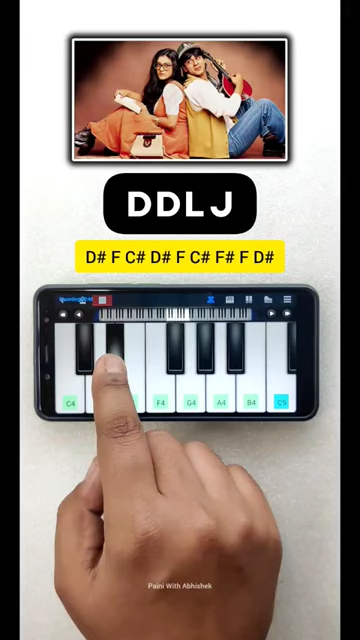 DDLJ
D# F C# D# F C# F# F D#
C4
F4
G4
A4
B4
C5
Paini With Abhishek